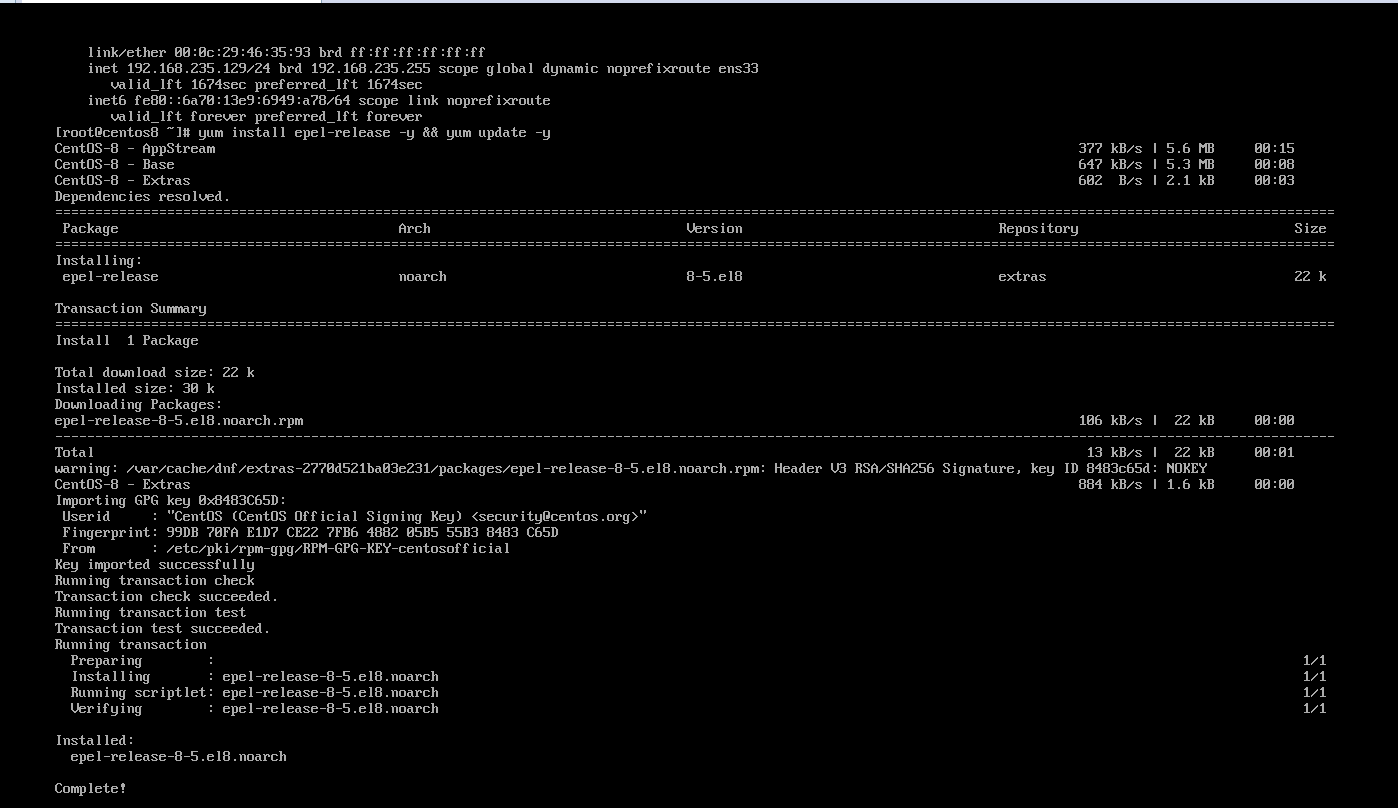 link/ether 00:0c:29:46:35:93 brd ff:ff:ff:ff:ff:ff
inet 192.168.235.129/24 brd 192.168.235.255 scope global dynamic noprefixroute ens33
valid_lft 1674sec preferred_lft 1674sec
inet6 fe80::6a70:13e9:6949:a78/64 scope link noprefixroute
valid_lft forever preferred_lft forever
[root@centos8 ~]# yum install epel-release -y && yum update -y
CentOS-8 - AppStream 377 kB/s | 5.6 MB 00:15
CentOS-8 - Base 647 kB/s | 5.3 MB 00:08
CentOS-8 - Extras 602 B/s | 2.1 kB 00:03
Dependencies resolved.
================================================================================
Package Arch Version Repository Size
================================================================================
Installing:
epel-release noarch 8-5.el8 extras 22 k
Transaction Summary
================================================================================
Install 1 Package
Total download size: 22 k
Installed size: 30 k
Downloading Packages:
epel-release-8-5.el8.noarch.rpm 106 kB/s | 22 kB 00:00
--------------------------------------------------------------------------------
Total 13 kB/s | 22 kB 00:01
warning: /var/cache/dnf/extras-2770d521ba03e231/packages/epel-release-8-5.el8.noarch.rpm: Header V3 RSA/SHA256 Signature, key ID 8483c65d: NOKEY
CentOS-8 - Extras 884 kB/s | 1.6 kB 00:00
Importing GPG key 0x8483C65D:
Userid : "CentOS (CentOS Official Signing Key) <security@centos.org>"
Fingerprint: 99DB 70FA E1D7 CE22 7FB6 4882 05B5 55B3 8483 C65D
From : /etc/pki/rpm-gpg/RPM-GPG-KEY-centosofficial
Key imported successfully
Running transaction check
Transaction check succeeded.
Running transaction test
Transaction test succeeded.
Running transaction
Preparing : 1/1
Installing : epel-release-8-5.el8.noarch 1/1
Running scriptlet: epel-release-8-5.el8.noarch 1/1
Verifying : epel-release-8-5.el8.noarch 1/1
Installed:
epel-release-8-5.el8.noarch
Complete!